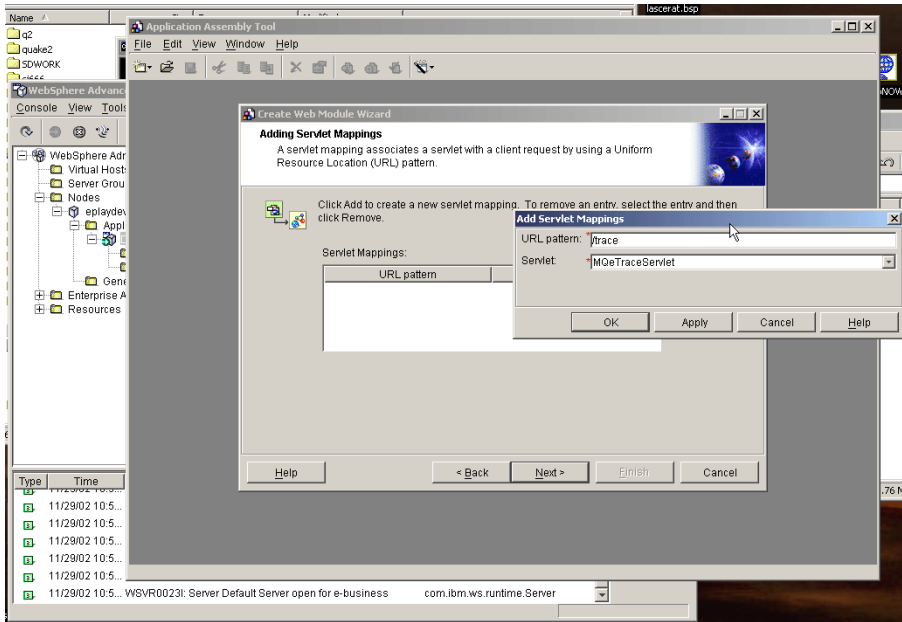 lascerat.bsp
Name
q2
quake2
SDWORK
Application Assembly Tool
File Edit View Window Help
WebSphere Advanc
Console View Tools
WebSphere Adr
Virtual Host
Server Grou
Nodes
eplaydev
Appl
Gene
Enterprise A
Resources
Create Web Module Wizard
Adding Servlet Mappings
A servlet mapping associates a servlet with a client request by using a Uniform
Resource Location (URL) pattern.
Click Add to create a new servlet mapping. To remove an entry, select the entry and then
click Remove.
Servlet Mappings:
URL pattern
Add Servlet Mappings
URL pattern: * /trace
Servlet: * MQeTraceServlet
OK Apply Cancel Help
Help < Back Next > Finish Cancel
NOW
.76 M
Type Time
11/29/02 10:5...
11/29/02 10:5...
11/29/02 10:5...
11/29/02 10:5...
11/29/02 10:5...
11/29/02 10:5...
11/29/02 10:5... WSVR0023I: Server Default Server open for e-business com.ibm.ws.runtime.Server